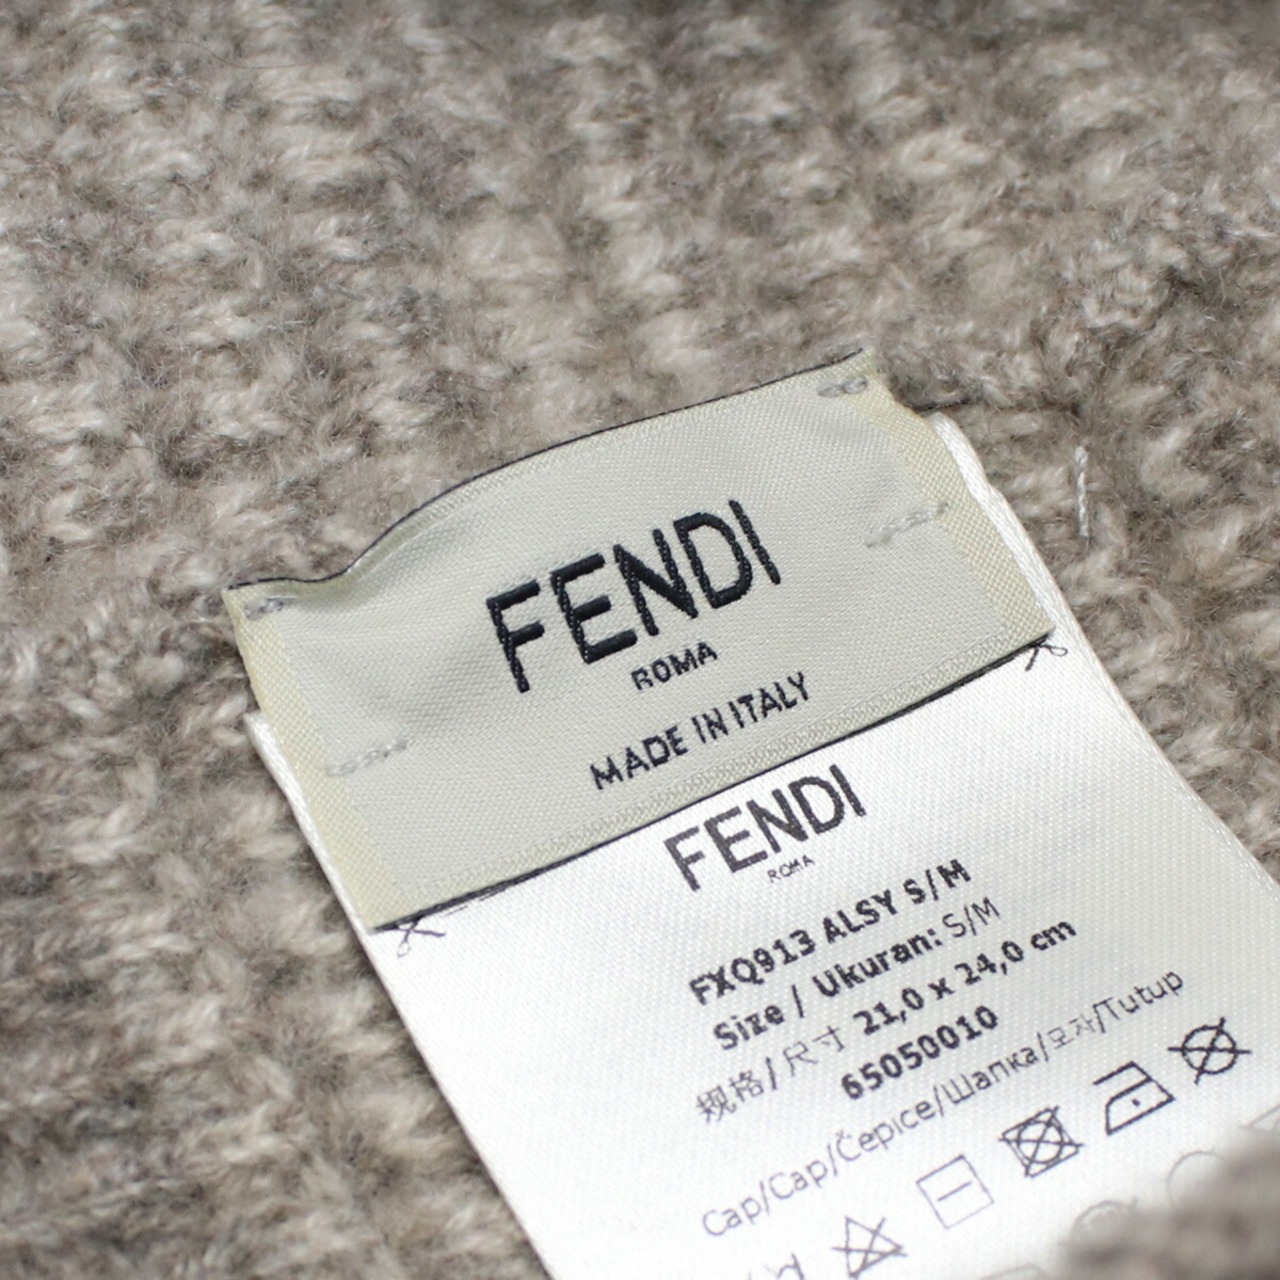 FENDI
ROMA
MADE IN ITALY
FENDI
ROMA
FXQ913 ALSY S/M
Size / Ukuran: S/M
规格/尺寸 21,0 x 24,0 cm
65050010
Cap/Cap/Čepice/Шапка/모자/Tutup